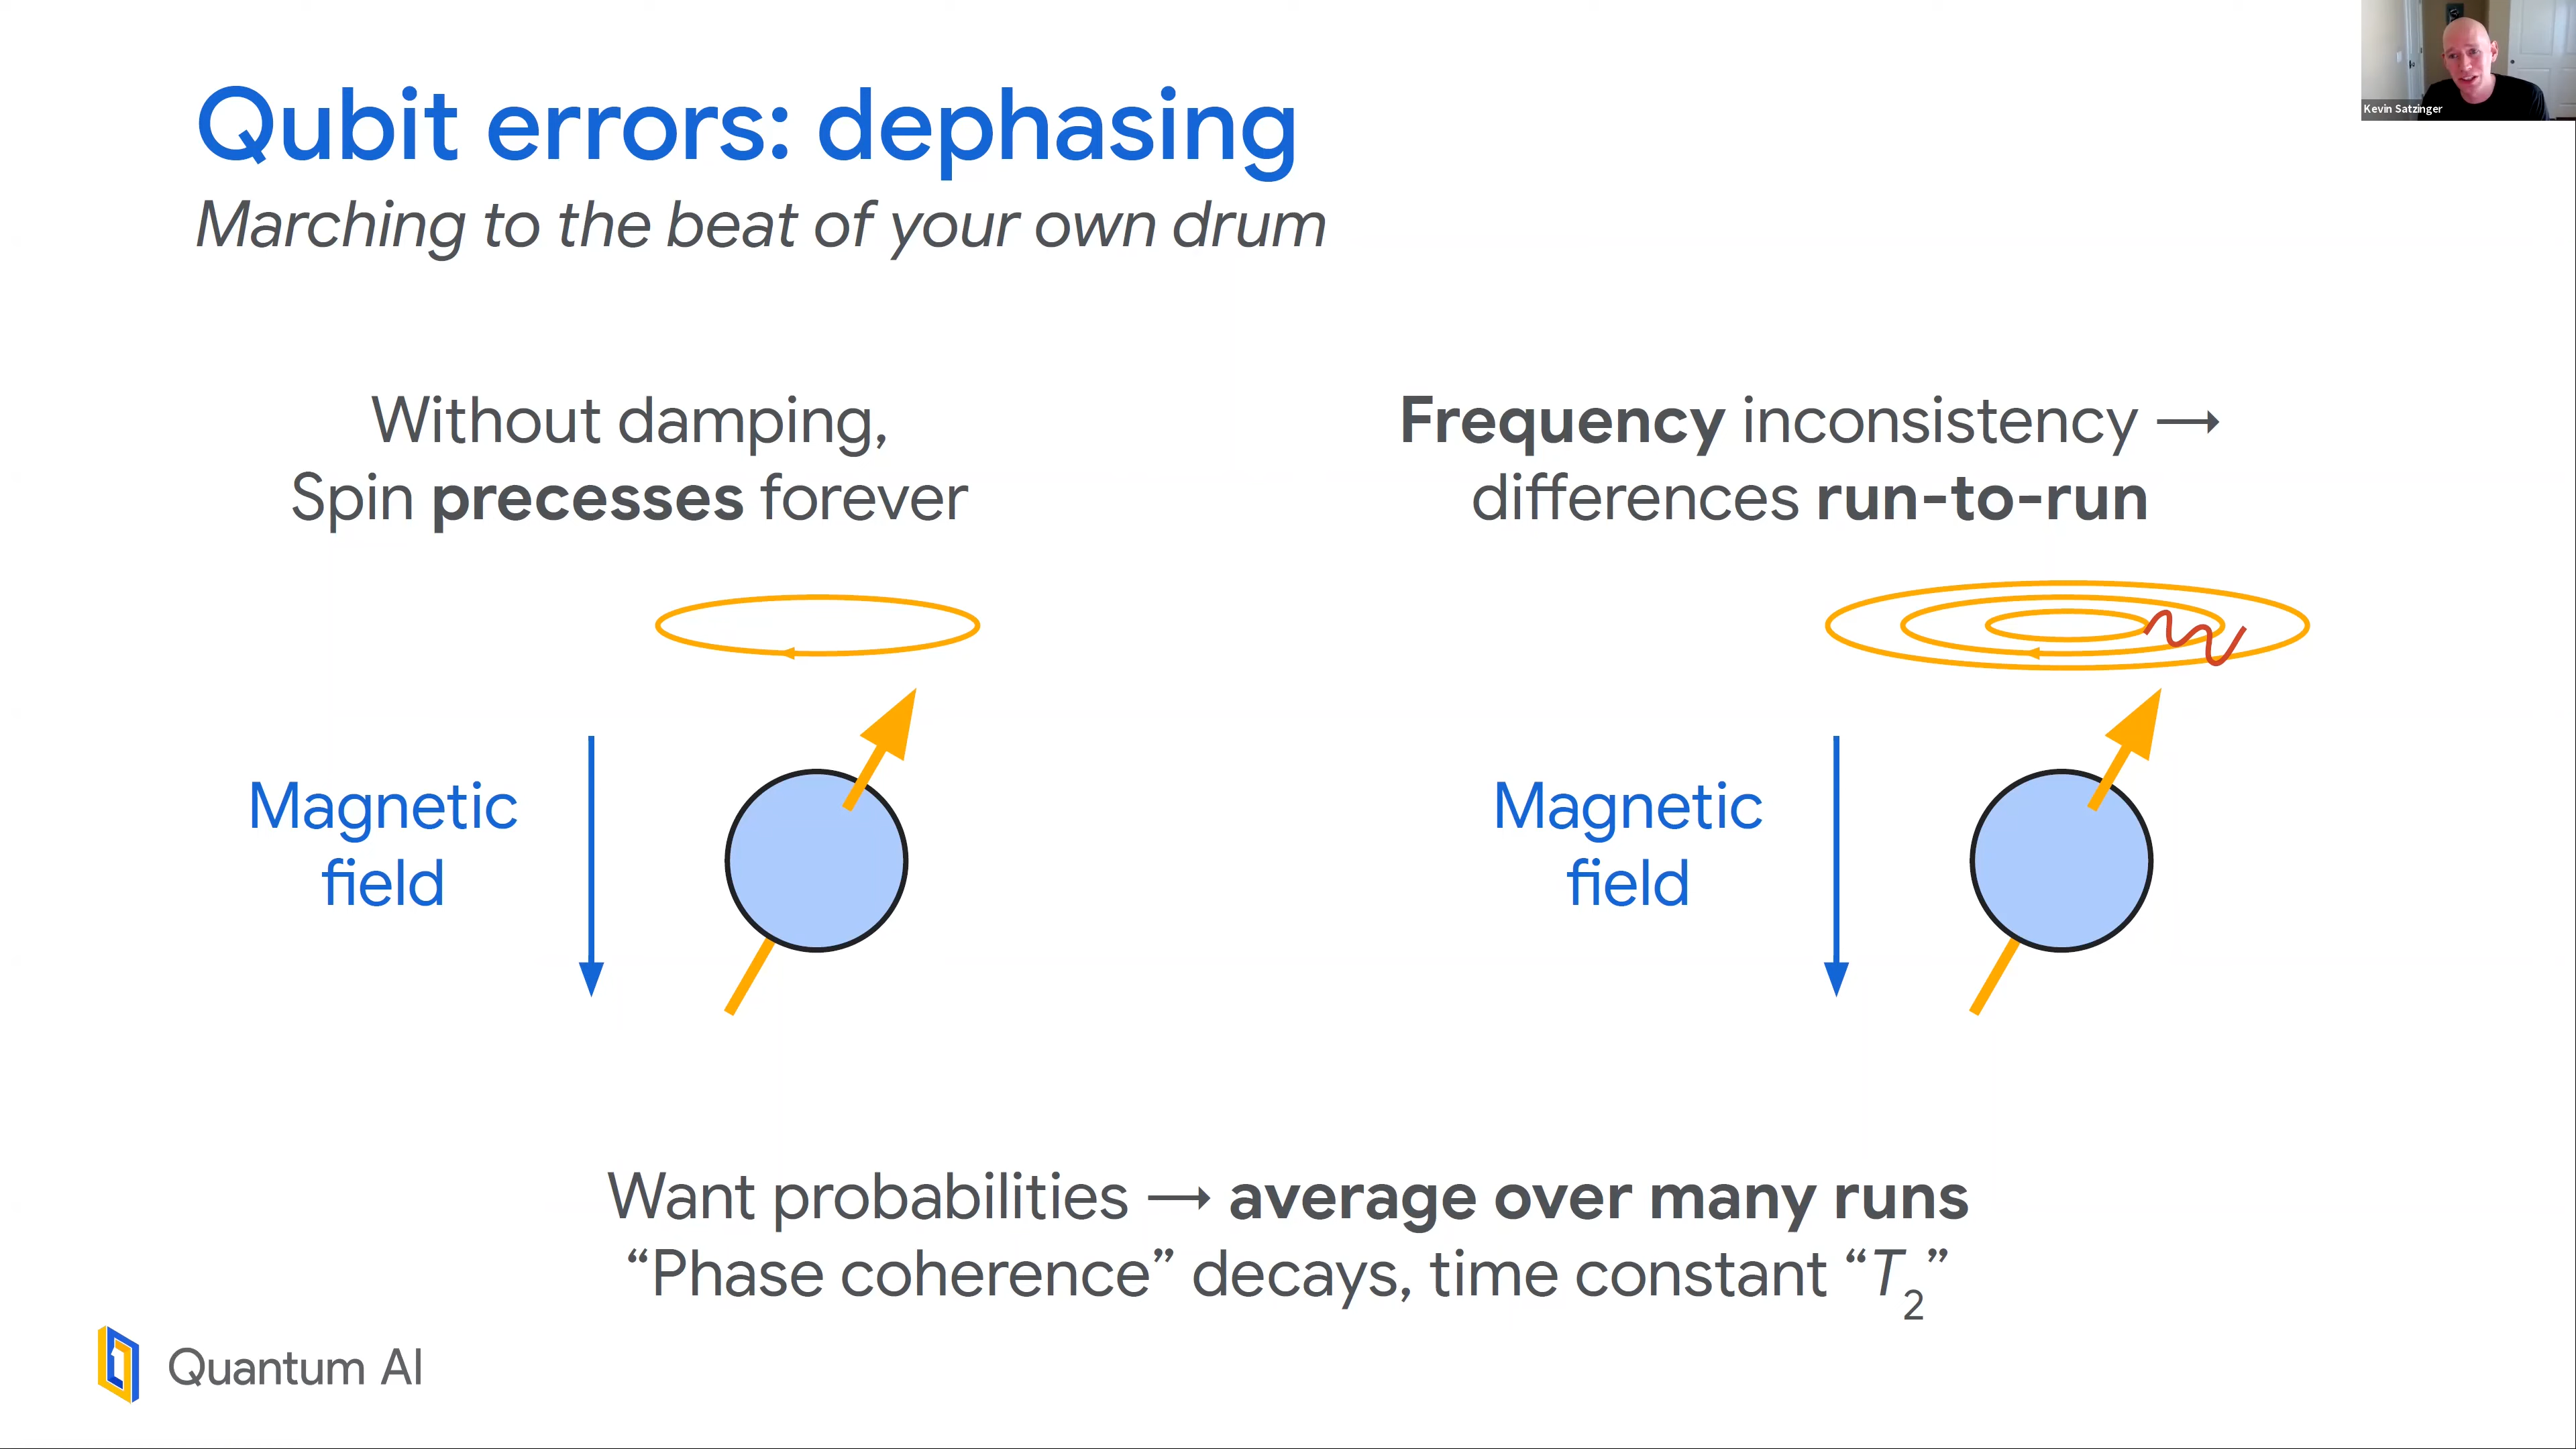 Qubit errors: dephasing
Marching to the beat of your own drum
Kevin Satzinger
Without damping,
Spin precesses forever
Magnetic
field
Frequency inconsistency →
differences run-to-run
Magnetic
field
Want probabilities → average over many runs
“Phase coherence” decays, time constant “T₂”
Quantum AI